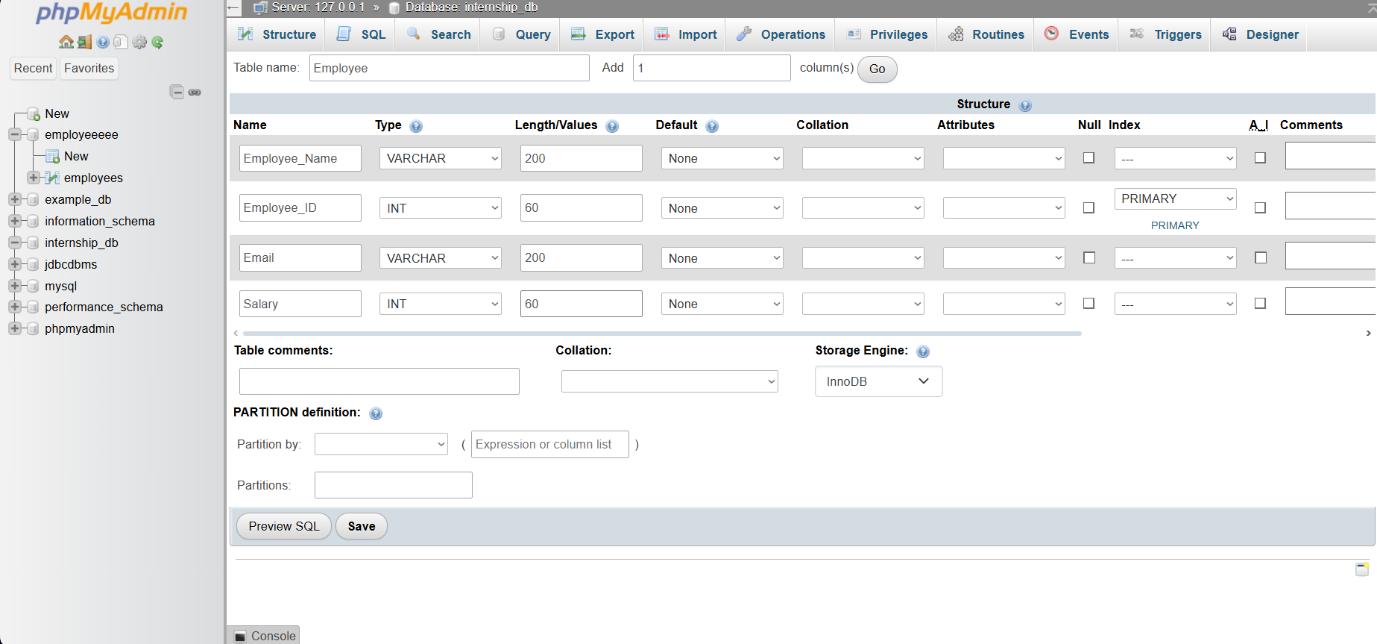 phpMyAdmin
Recent Favorites
New
employeeeee
New
employees
example_db
information_schema
internship_db
jdbcdbms
mysql
performance_schema
phpmyadmin
Server: 127.0.0.1 » Database: internship_db
Structure SQL Search Query Export Import Operations Privileges Routines Events Triggers Designer
Table name: Employee Add 1 column(s) Go
Structure
Name Type Length/Values Default Collation Attributes Null Index A_I Comments
Employee_Name VARCHAR 200 None ---
Employee_ID INT 60 None PRIMARY
PRIMARY
Email VARCHAR 200 None ---
Salary INT 60 None ---
Table comments: Collation: Storage Engine:
InnoDB
PARTITION definition:
Partition by: ( Expression or column list )
Partitions:
Preview SQL Save
Console